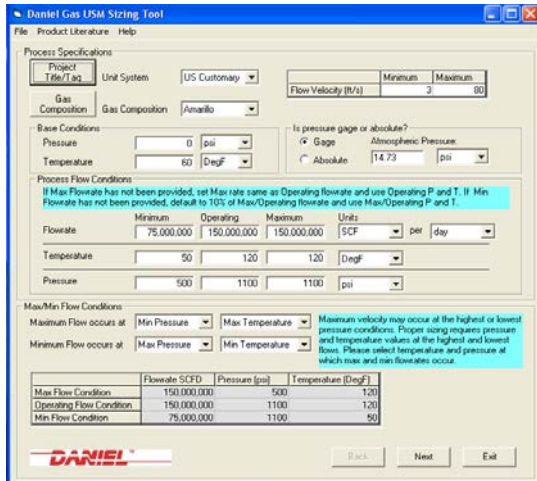 Daniel Gas USM Sizing Tool
File Product Literature Help
Process Specifications
Project Title/Tag
Unit System
US Customary
Minimum Maximum
Flow Velocity (ft/s) 3 80
Gas Composition
Gas Composition
Amarillo
Base Conditions
Pressure 0 psi
Temperature 60 DegF
Is pressure gage or absolute?
Gage
Atmospheric Pressure:
Absolute
14.73 psi
Process Flow Conditions
If Max Flowrate has not been provided, set Max rate same as Operating flowrate and use Operating P and T. If Min
Flowrate has not been provided, default to 10% of Max/Operating flowrate and use Max/Operating P and T.
Minimum Operating Maximum Units
Flowrate 75,000,000 150,000,000 150,000,000 SCF per day
Temperature 50 120 120 DegF
Pressure 500 1100 1100 psi
Max/Min Flow Conditions
Maximum Flow occurs at Min Pressure Max Temperature
Minimum Flow occurs at Max Pressure Min Temperature
Maximum velocity may occur at the highest or lowest
pressure conditions. Proper sizing requires pressure
and temperature values at the highest and lowest
flows. Please select temperature and pressure at
which max and min flowrates occur.
Flowrate SCFD Pressure (psi) Temperature (DegF)
Max Flow Condition 150,000,000 500 120
Operating Flow Condition 150,000,000 1100 120
Min Flow Condition 75,000,000 1100 50
DANIEL
Back Next Exit